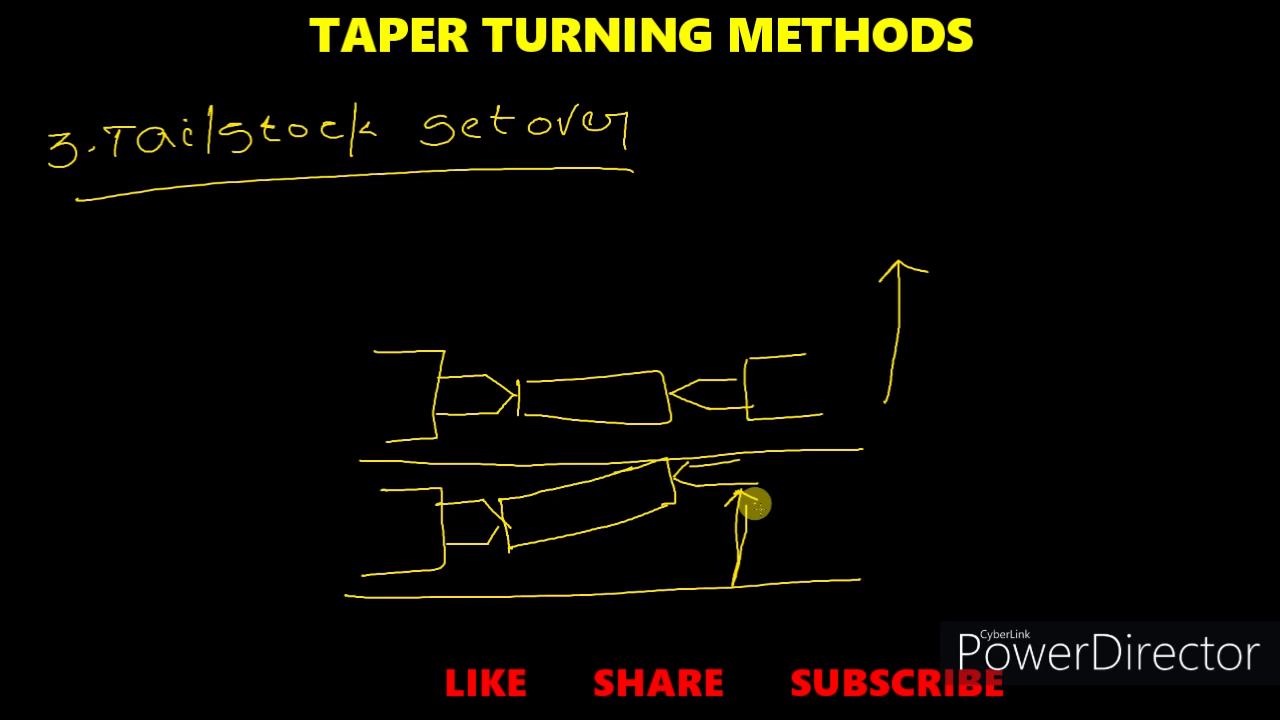 TAPER TURNING METHODS
3. Tailstock setover
CyberLink
PowerDirector
LIKE SHARE SUBSCRIBE